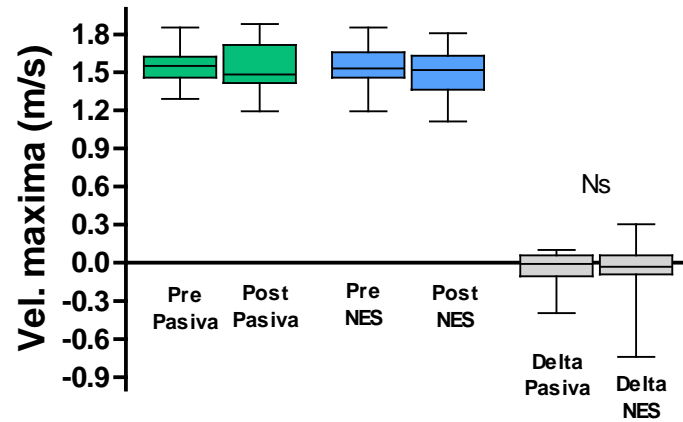 Vel. maxima (m/s)
1.8
1.5
1.2
0.9
0.6
0.3
0.0
-0.3
-0.6
-0.9
Ns
Pre
Pasiva
Post
Pasiva
Pre
NES
Post
NES
Delta
Pasiva
Delta
NES